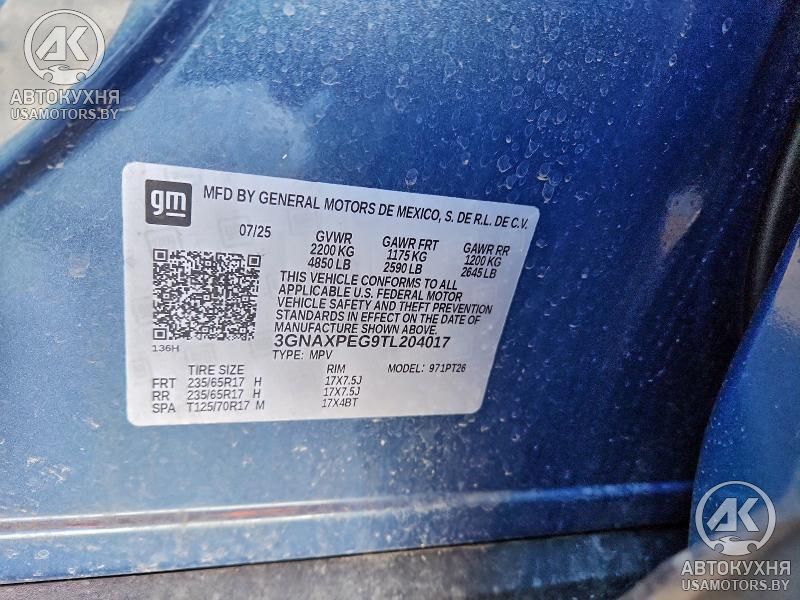 АК
АВТОКУХНЯ
USAMOTORS.BY
gm
MFD BY GENERAL MOTORS DE MEXICO, S. DE R.L. DE C.V.
07/25 GVWR GAWR FRT GAWR RR
2200 KG 1175 KG 1200 KG
4850 LB 2590 LB 2645 LB
THIS VEHICLE CONFORMS TO ALL
APPLICABLE U.S. FEDERAL MOTOR
VEHICLE SAFETY AND THEFT PREVENTION
STANDARDS IN EFFECT ON THE DATE OF
MANUFACTURE SHOWN ABOVE.
136H 3GNAXPEG9TL204017
TYPE: MPV
TIRE SIZE RIM MODEL: 971PT26
FRT 235/65R17 H 17X7.5J
RR 235/65R17 H 17X7.5J
SPA T125/70R17 M 17X4BT
АК
АВТОКУХНЯ
USAMOTORS.BY